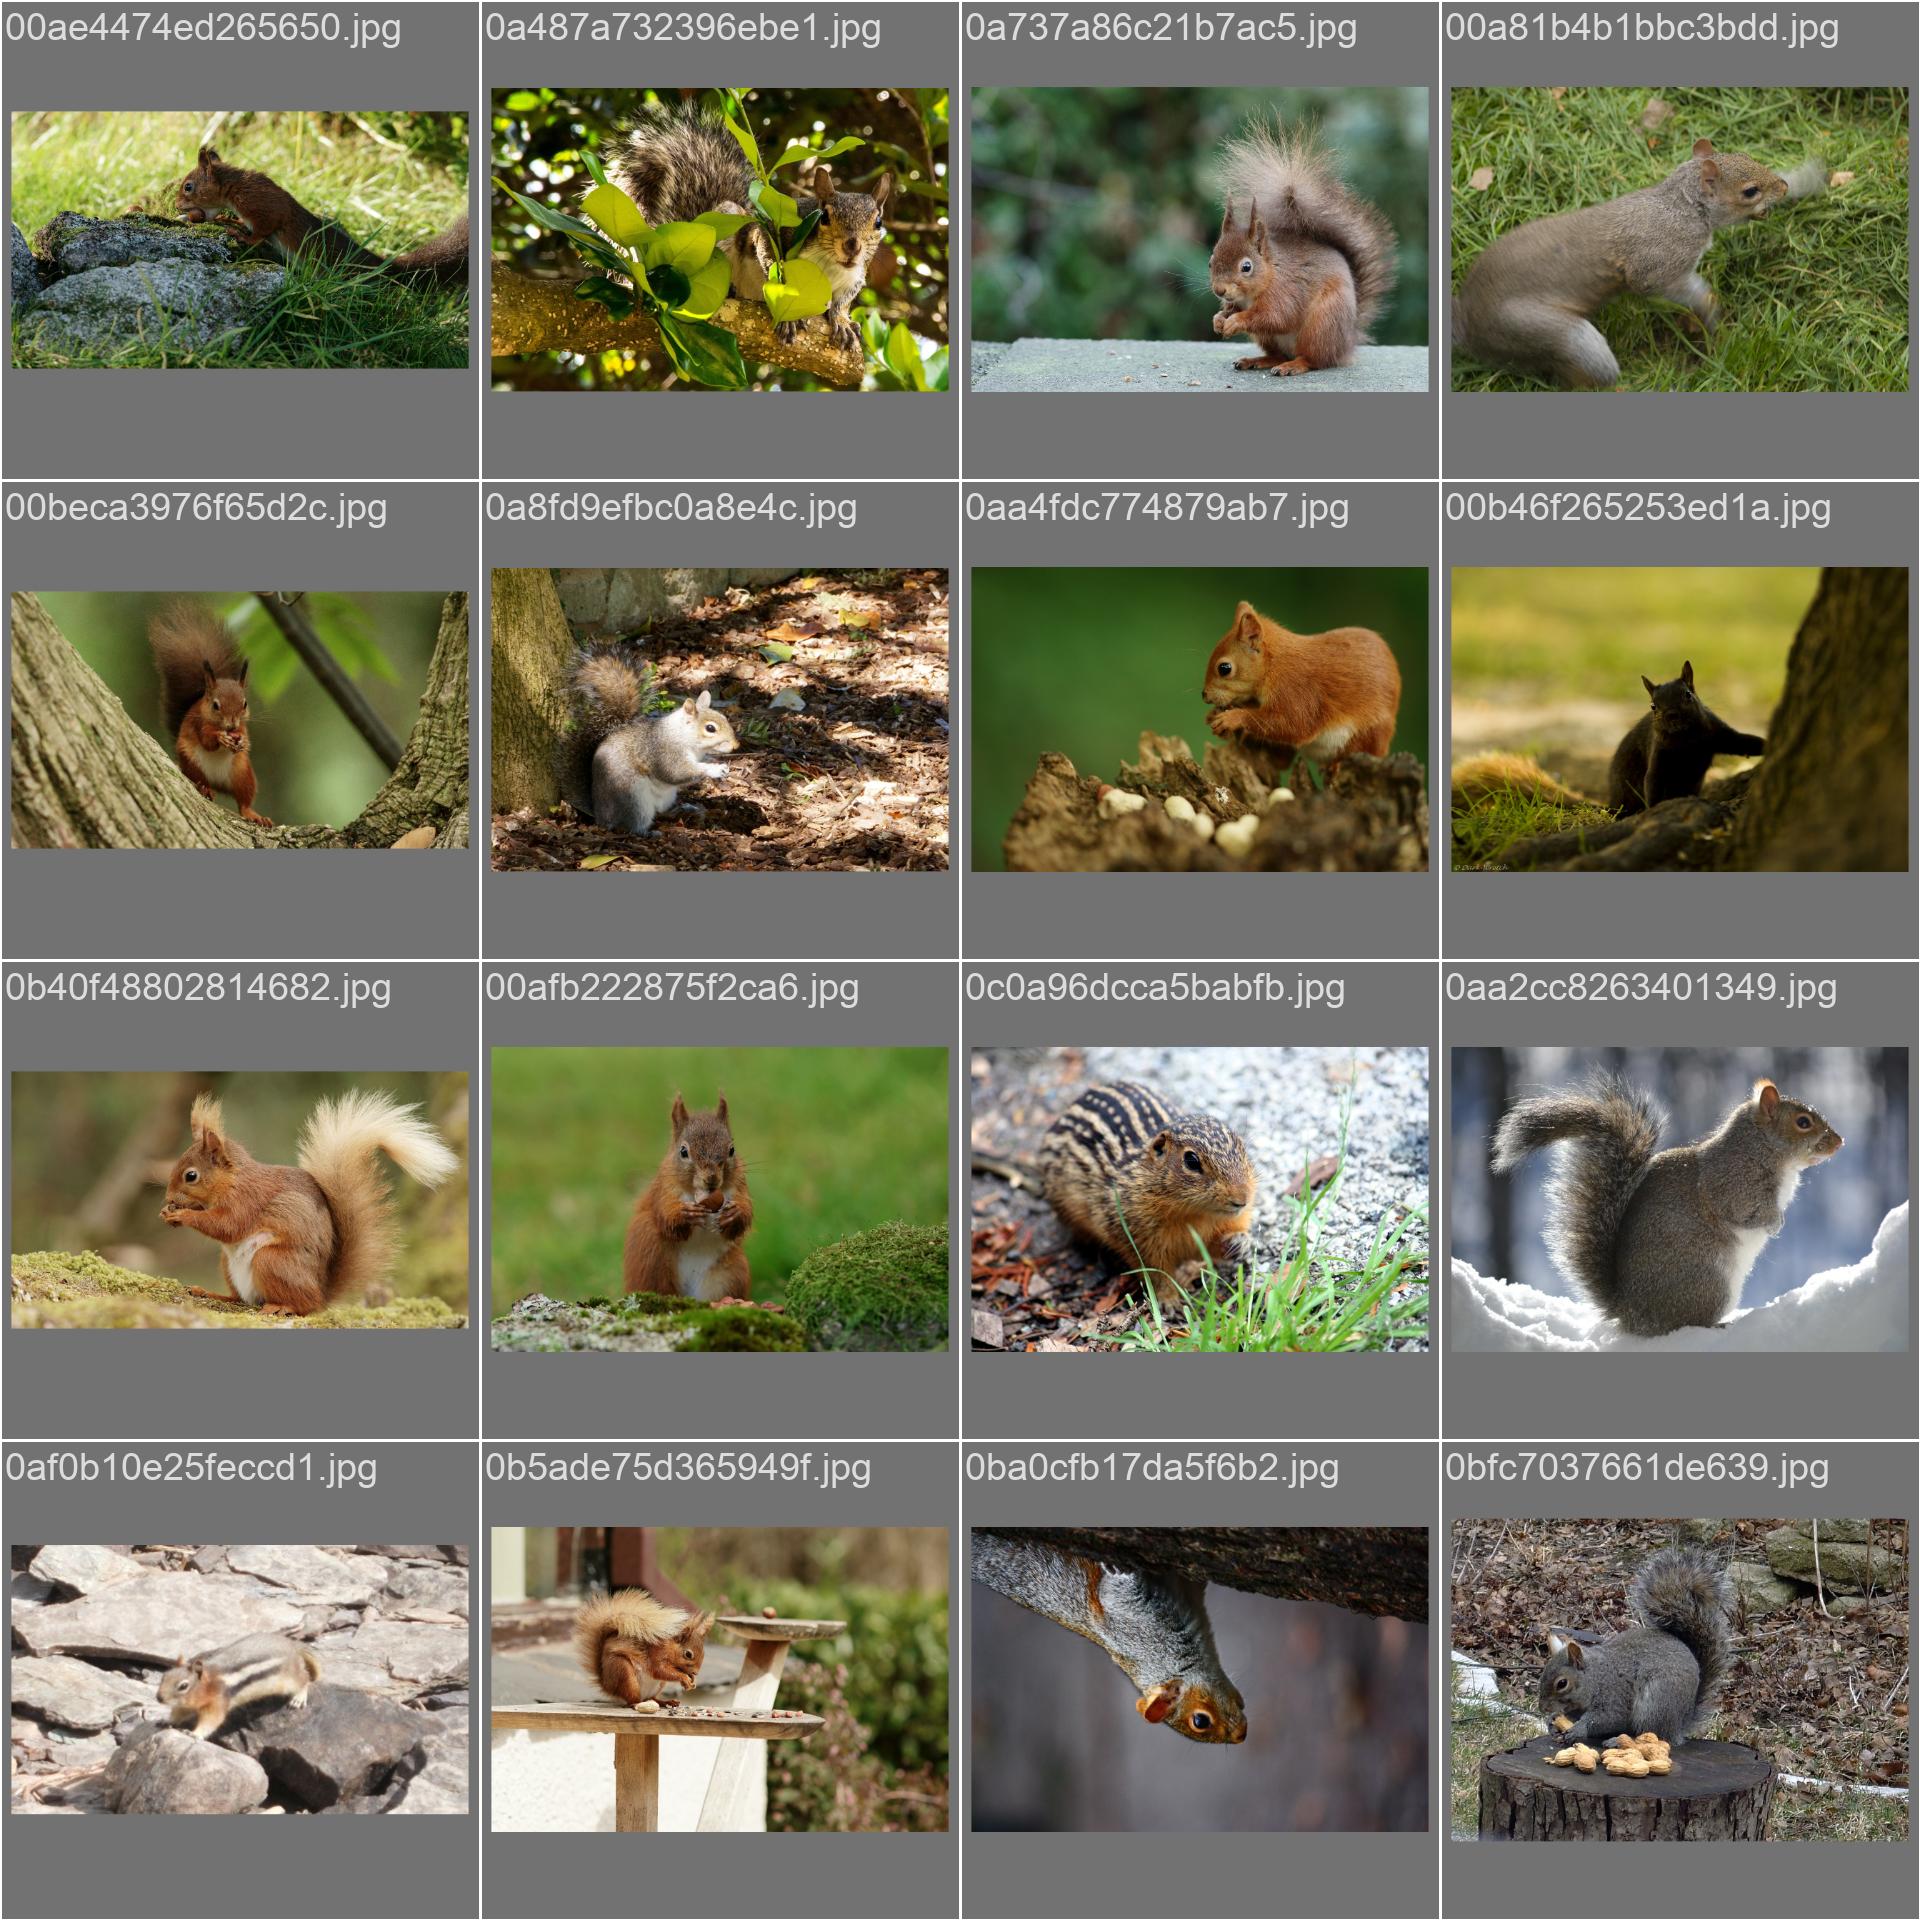 00ae4474ed265650.jpg
0a487a732396ebe1.jpg
0a737a86c21b7ac5.jpg
00a81b4b1bbc3bdd.jpg
00beca3976f65d2c.jpg
0a8fd9efbc0a8e4c.jpg
0aa4fdc774879ab7.jpg
00b46f265253ed1a.jpg
0b40f48802814682.jpg
00afb222875f2ca6.jpg
0c0a96dcca5babfb.jpg
0aa2cc8263401349.jpg
0af0b10e25feccd1.jpg
0b5ade75d365949f.jpg
0ba0cfb17da5f6b2.jpg
0bfc7037661de639.jpg